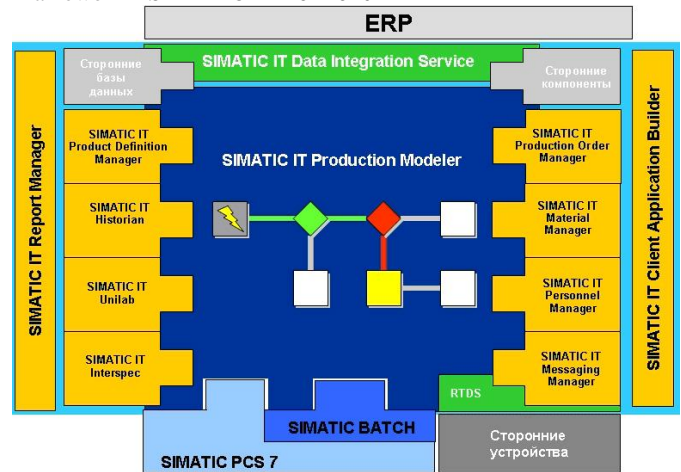 ERP
SIMATIC IT Data Integration Service
Сторонние
базы
данных
Сторонние
компоненты
SIMATIC IT Report Manager
SIMATIC IT
Product Definition
Manager
SIMATIC IT
Historian
SIMATIC IT
Unilab
SIMATIC IT
Interspec
SIMATIC IT Production Modeler
SIMATIC IT
Production Order
Manager
SIMATIC IT
Material
Manager
SIMATIC IT
Personnel
Manager
SIMATIC IT
Messaging
Manager
SIMATIC IT Client Application Builder
RTDS
SIMATIC BATCH
SIMATIC PCS 7
Сторонние
устройства